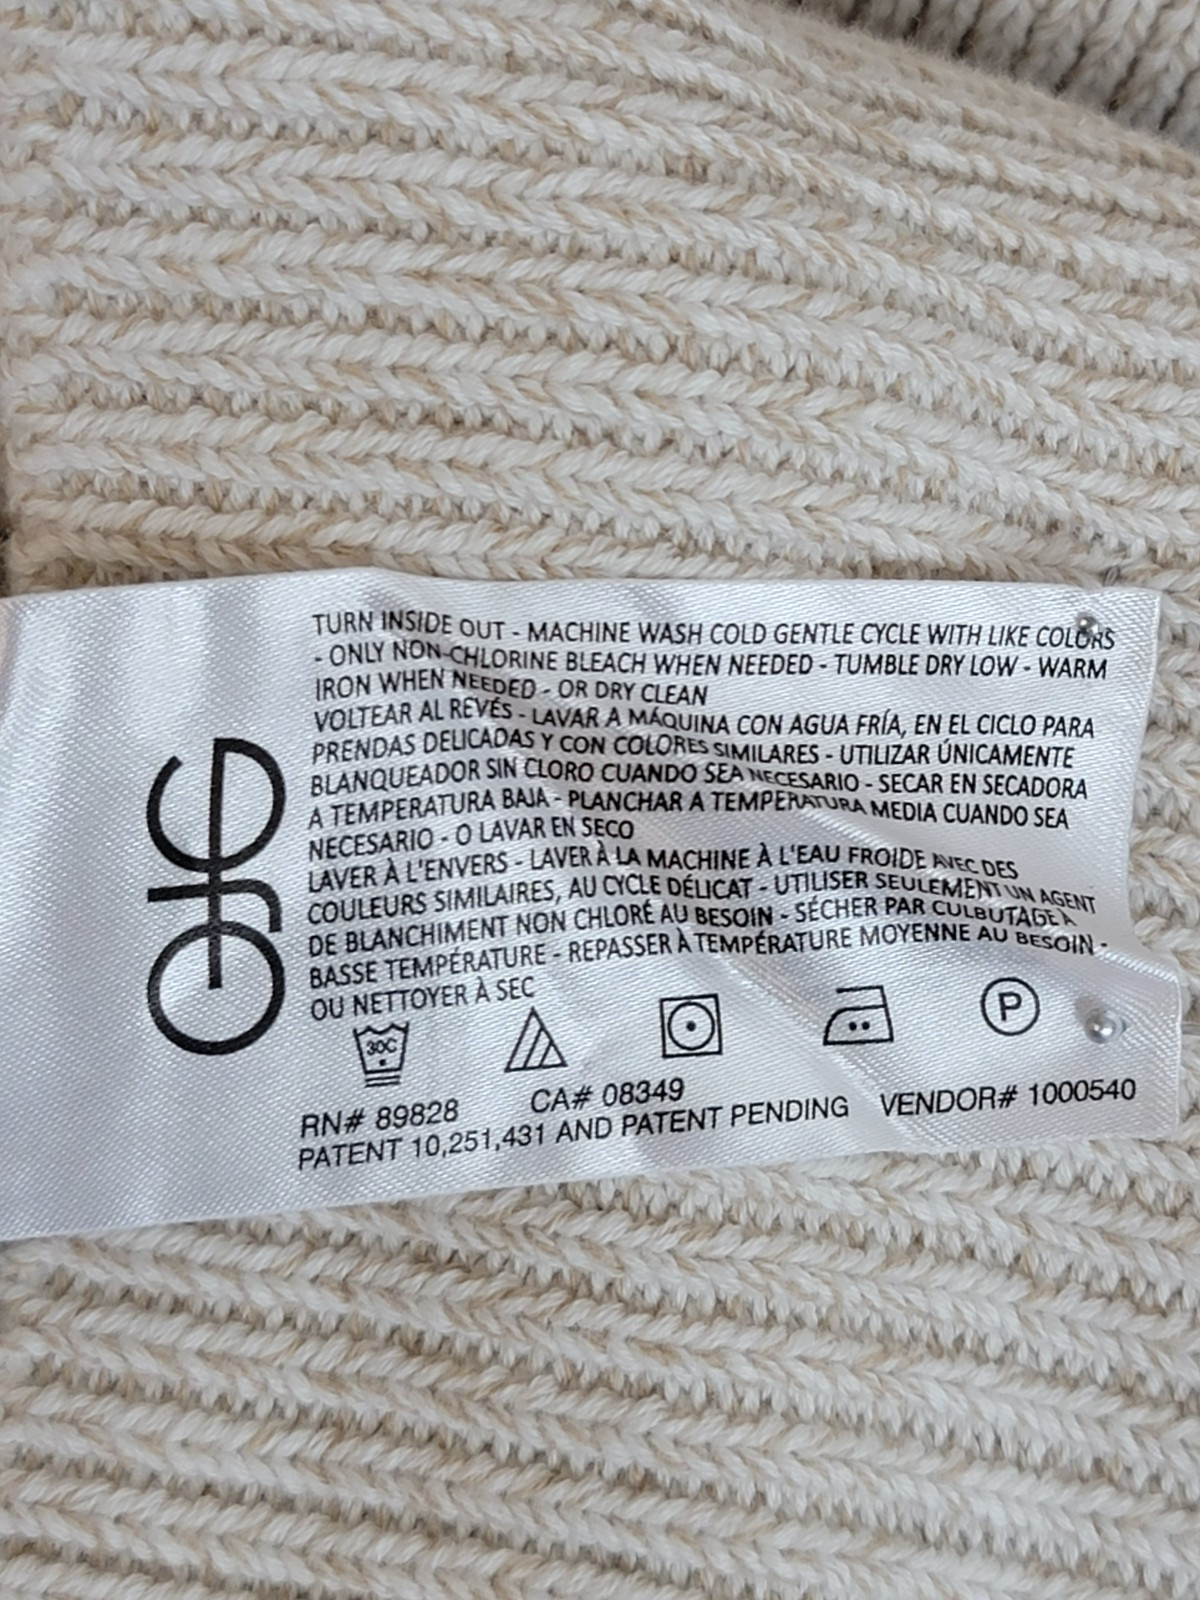 TURN INSIDE OUT - MACHINE WASH COLD GENTLE CYCLE WITH LIKE COLORS
- ONLY NON-CHLORINE BLEACH WHEN NEEDED - TUMBLE DRY LOW - WARM
IRON WHEN NEEDED - OR DRY CLEAN
VOLTEAR AL REVÉS - LAVAR A MÁQUINA CON AGUA FRÍA, EN EL CICLO PARA
PRENDAS DELICADAS Y CON COLORES SIMILARES - UTILIZAR ÚNICAMENTE
BLANQUEADOR SIN CLORO CUANDO SEA NECESARIO - SECAR EN SECADORA
A TEMPERATURA BAJA - PLANCHAR A TEMPERATURA MEDIA CUANDO SEA
NECESARIO - O LAVAR EN SECO
LAVER À L'ENVERS - LAVER À LA MACHINE À L'EAU FROIDE AVEC DES
COULEURS SIMILAIRES, AU CYCLE DÉLICAT - UTILISER SEULEMENT UN AGENT
DE BLANCHIMENT NON CHLORÉ AU BESOIN - SÉCHER PAR CULBUTAGE À
BASSE TEMPÉRATURE - REPASSER À TEMPÉRATURE MOYENNE AU BESOIN -
OU NETTOYER À SEC
30C P
RN# 89828 CA# 08349 VENDOR# 1000540
PATENT 10,251,431 AND PATENT PENDING